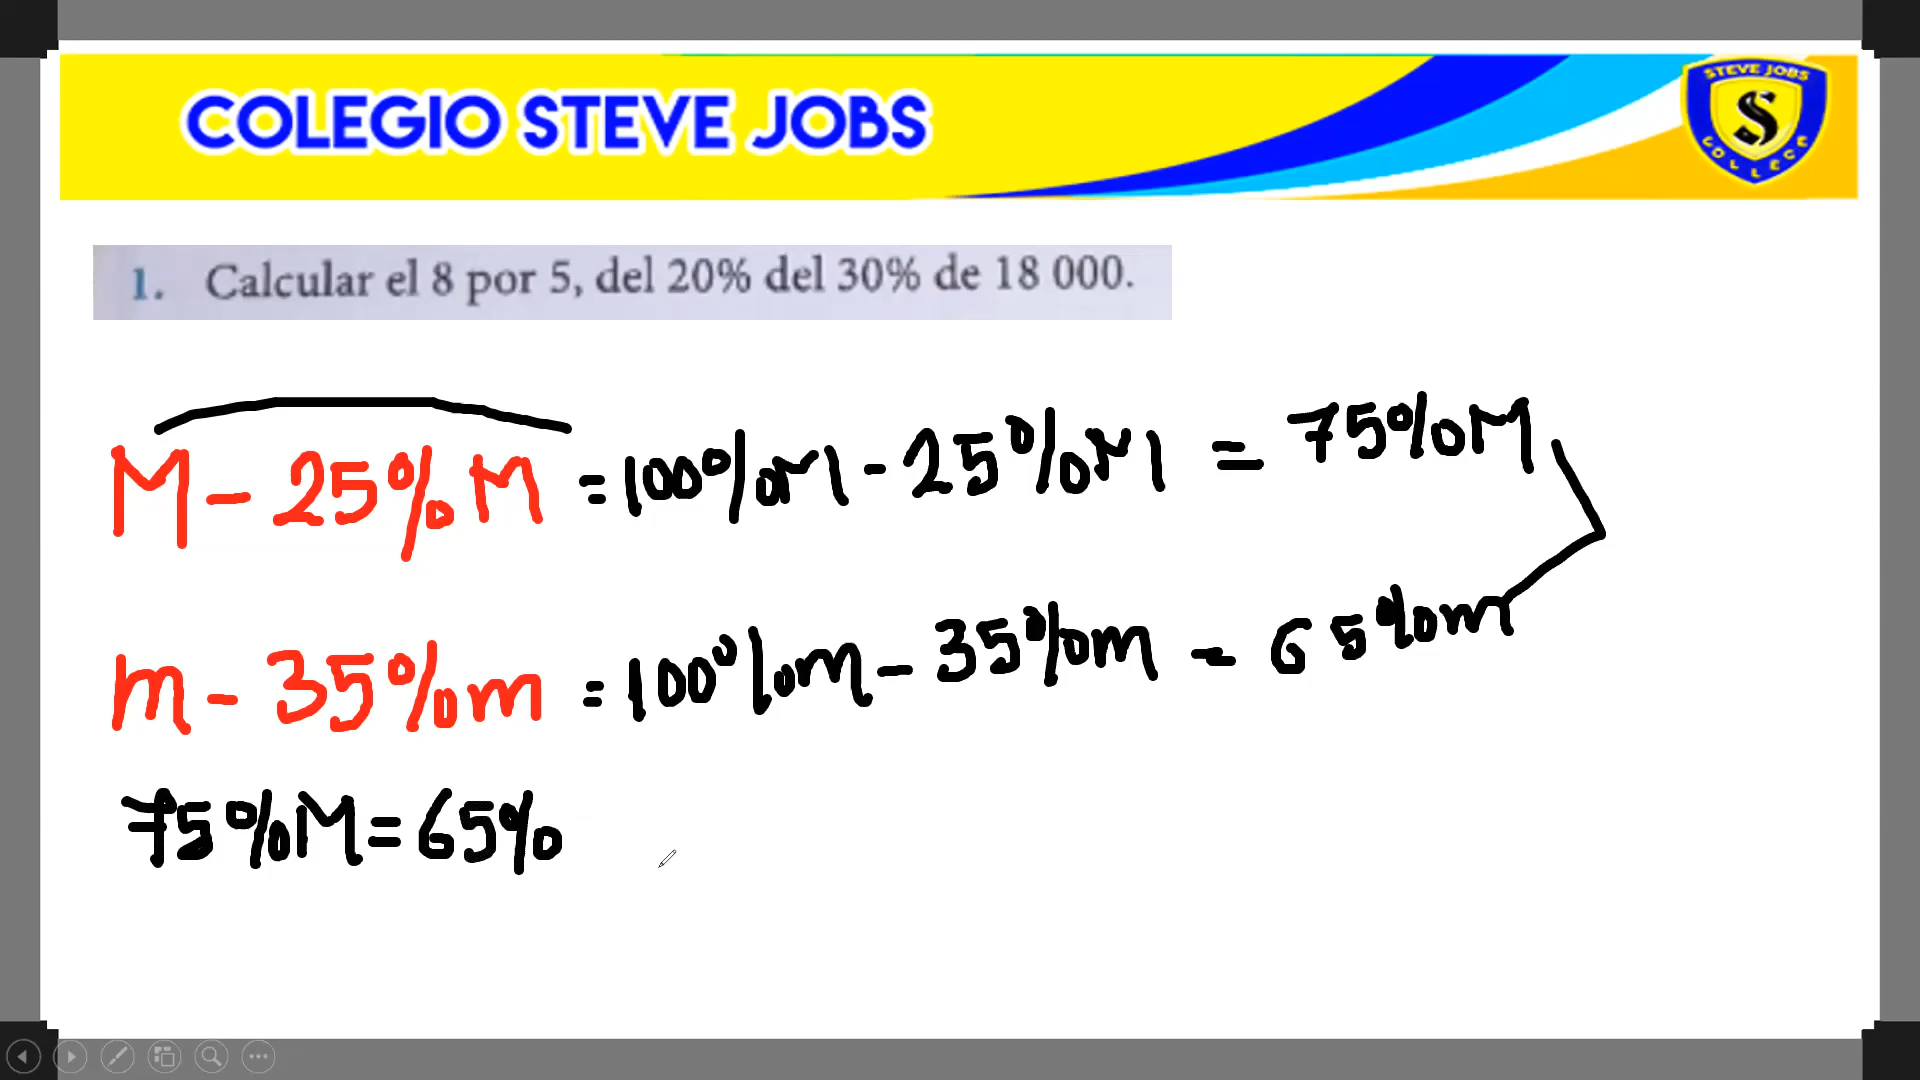 COLEGIO STEVE JOBS
STEVE JOBS
S
COLLEGE
1. Calcular el 8 por 5, del 20% del 30% de 18 000.
M - 25% M = 100% M - 25% M = 75% M
m - 35% m = 100% m - 35% m = 65% m
75% M = 65%